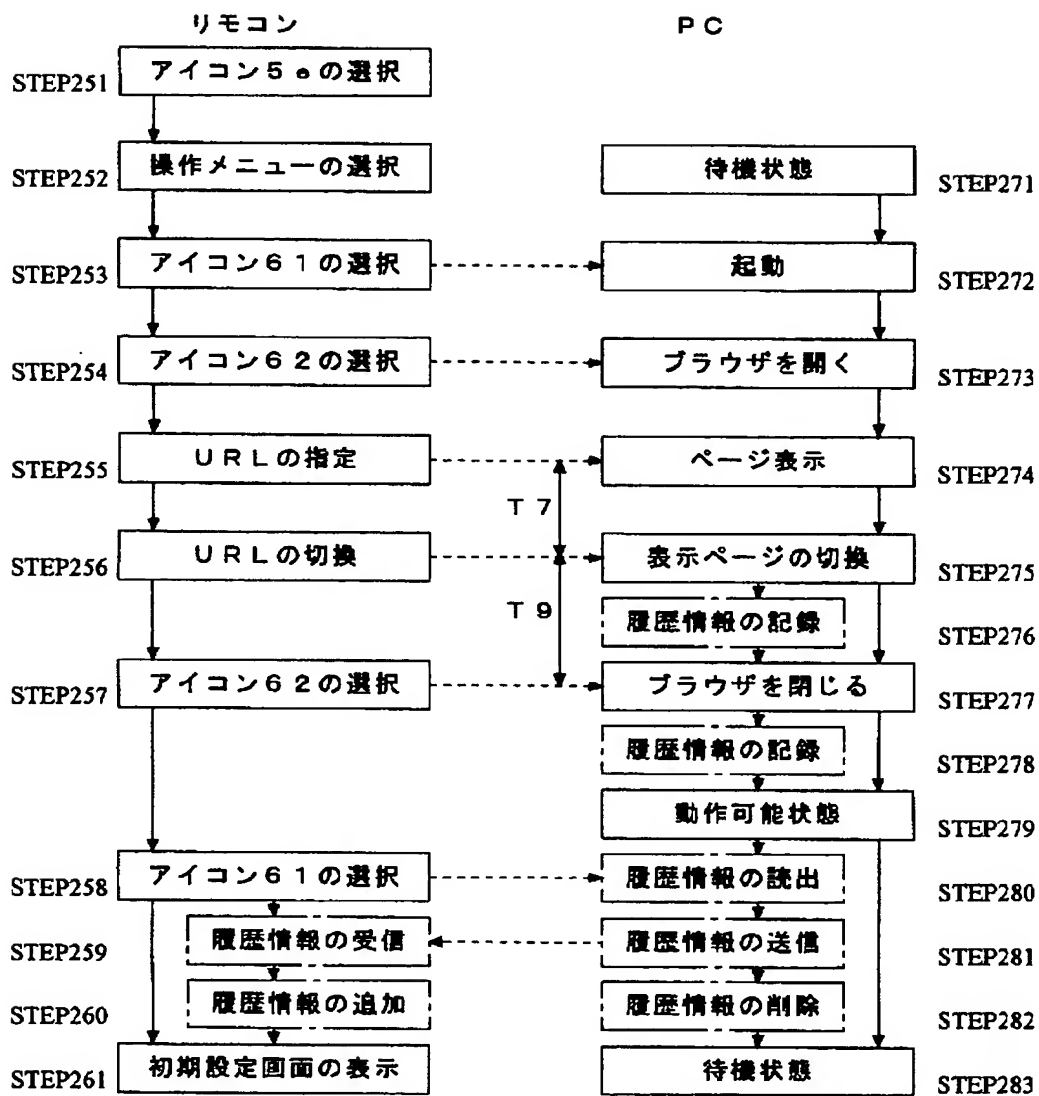 リモコン PC
STEP251 アイコン5eの選択
STEP252 操作メニューの選択 待機状態 STEP271
STEP253 アイコン61の選択 起動 STEP272
STEP254 アイコン62の選択 ブラウザを開く STEP273
STEP255 URLの指定 ページ表示 STEP274
T7
STEP256 URLの切換 表示ページの切換 STEP275
T9 履歴情報の記録 STEP276
STEP257 アイコン62の選択 ブラウザを閉じる STEP277
履歴情報の記録 STEP278
動作可能状態 STEP279
STEP258 アイコン61の選択 履歴情報の読出 STEP280
STEP259 履歴情報の受信 履歴情報の送信 STEP281
STEP260 履歴情報の追加 履歴情報の削除 STEP282
STEP261 初期設定画面の表示 待機状態 STEP283